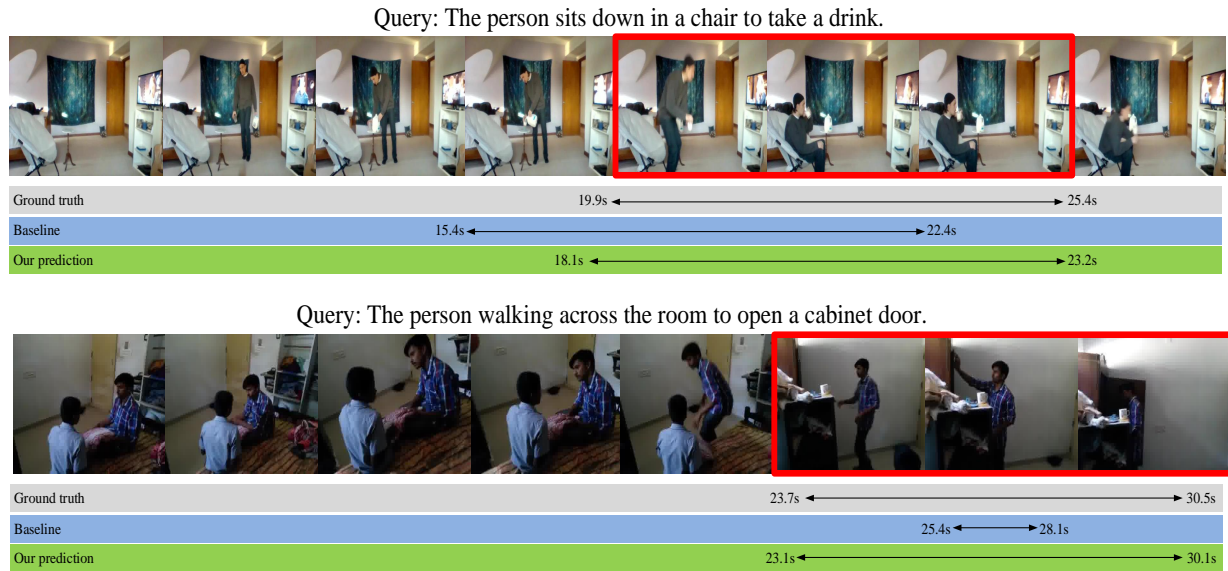 Query: The person sits down in a chair to take a drink.
Ground truth 19.9s 25.4s
Baseline 15.4s 22.4s
Our prediction 18.1s 23.2s
Query: The person walking across the room to open a cabinet door.
Ground truth 23.7s 30.5s
Baseline 25.4s 28.1s
Our prediction 23.1s 30.1s